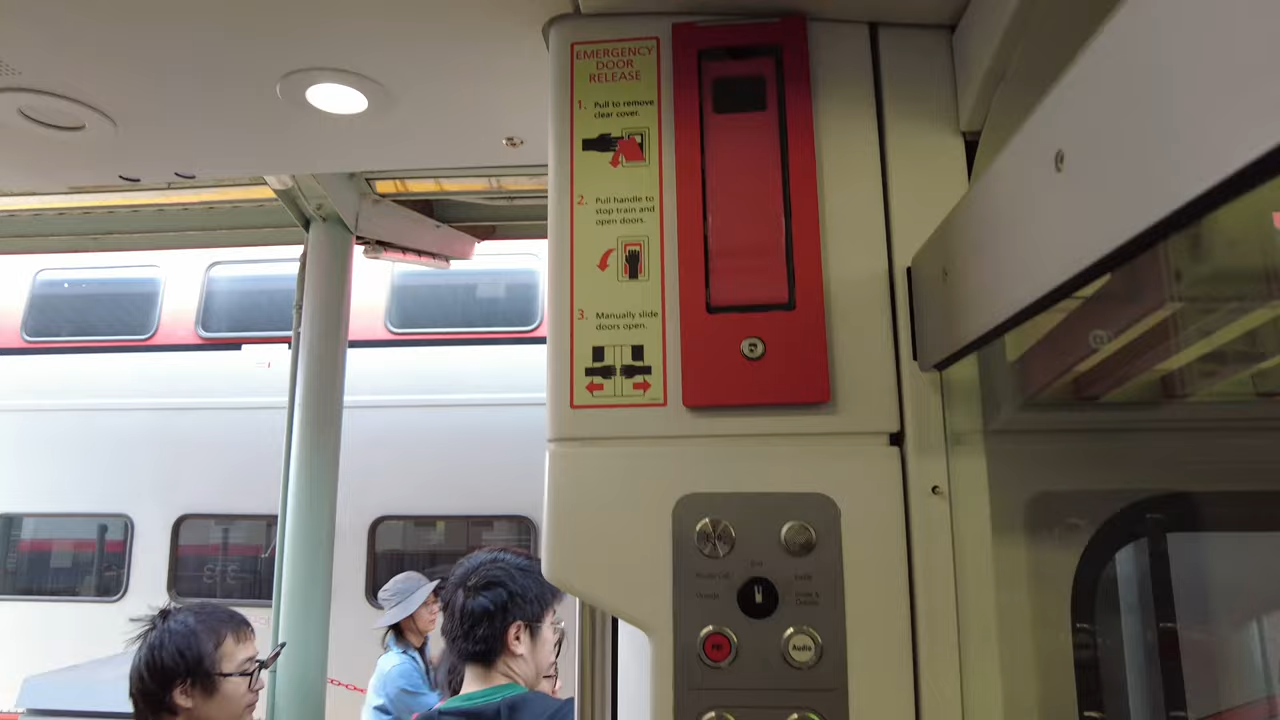 EMERGENCY
DOOR
RELEASE
1. Pull to remove
clear cover.
2. Pull handle to
stop train and
open doors.
3. Manually slide
doors open.
Audio